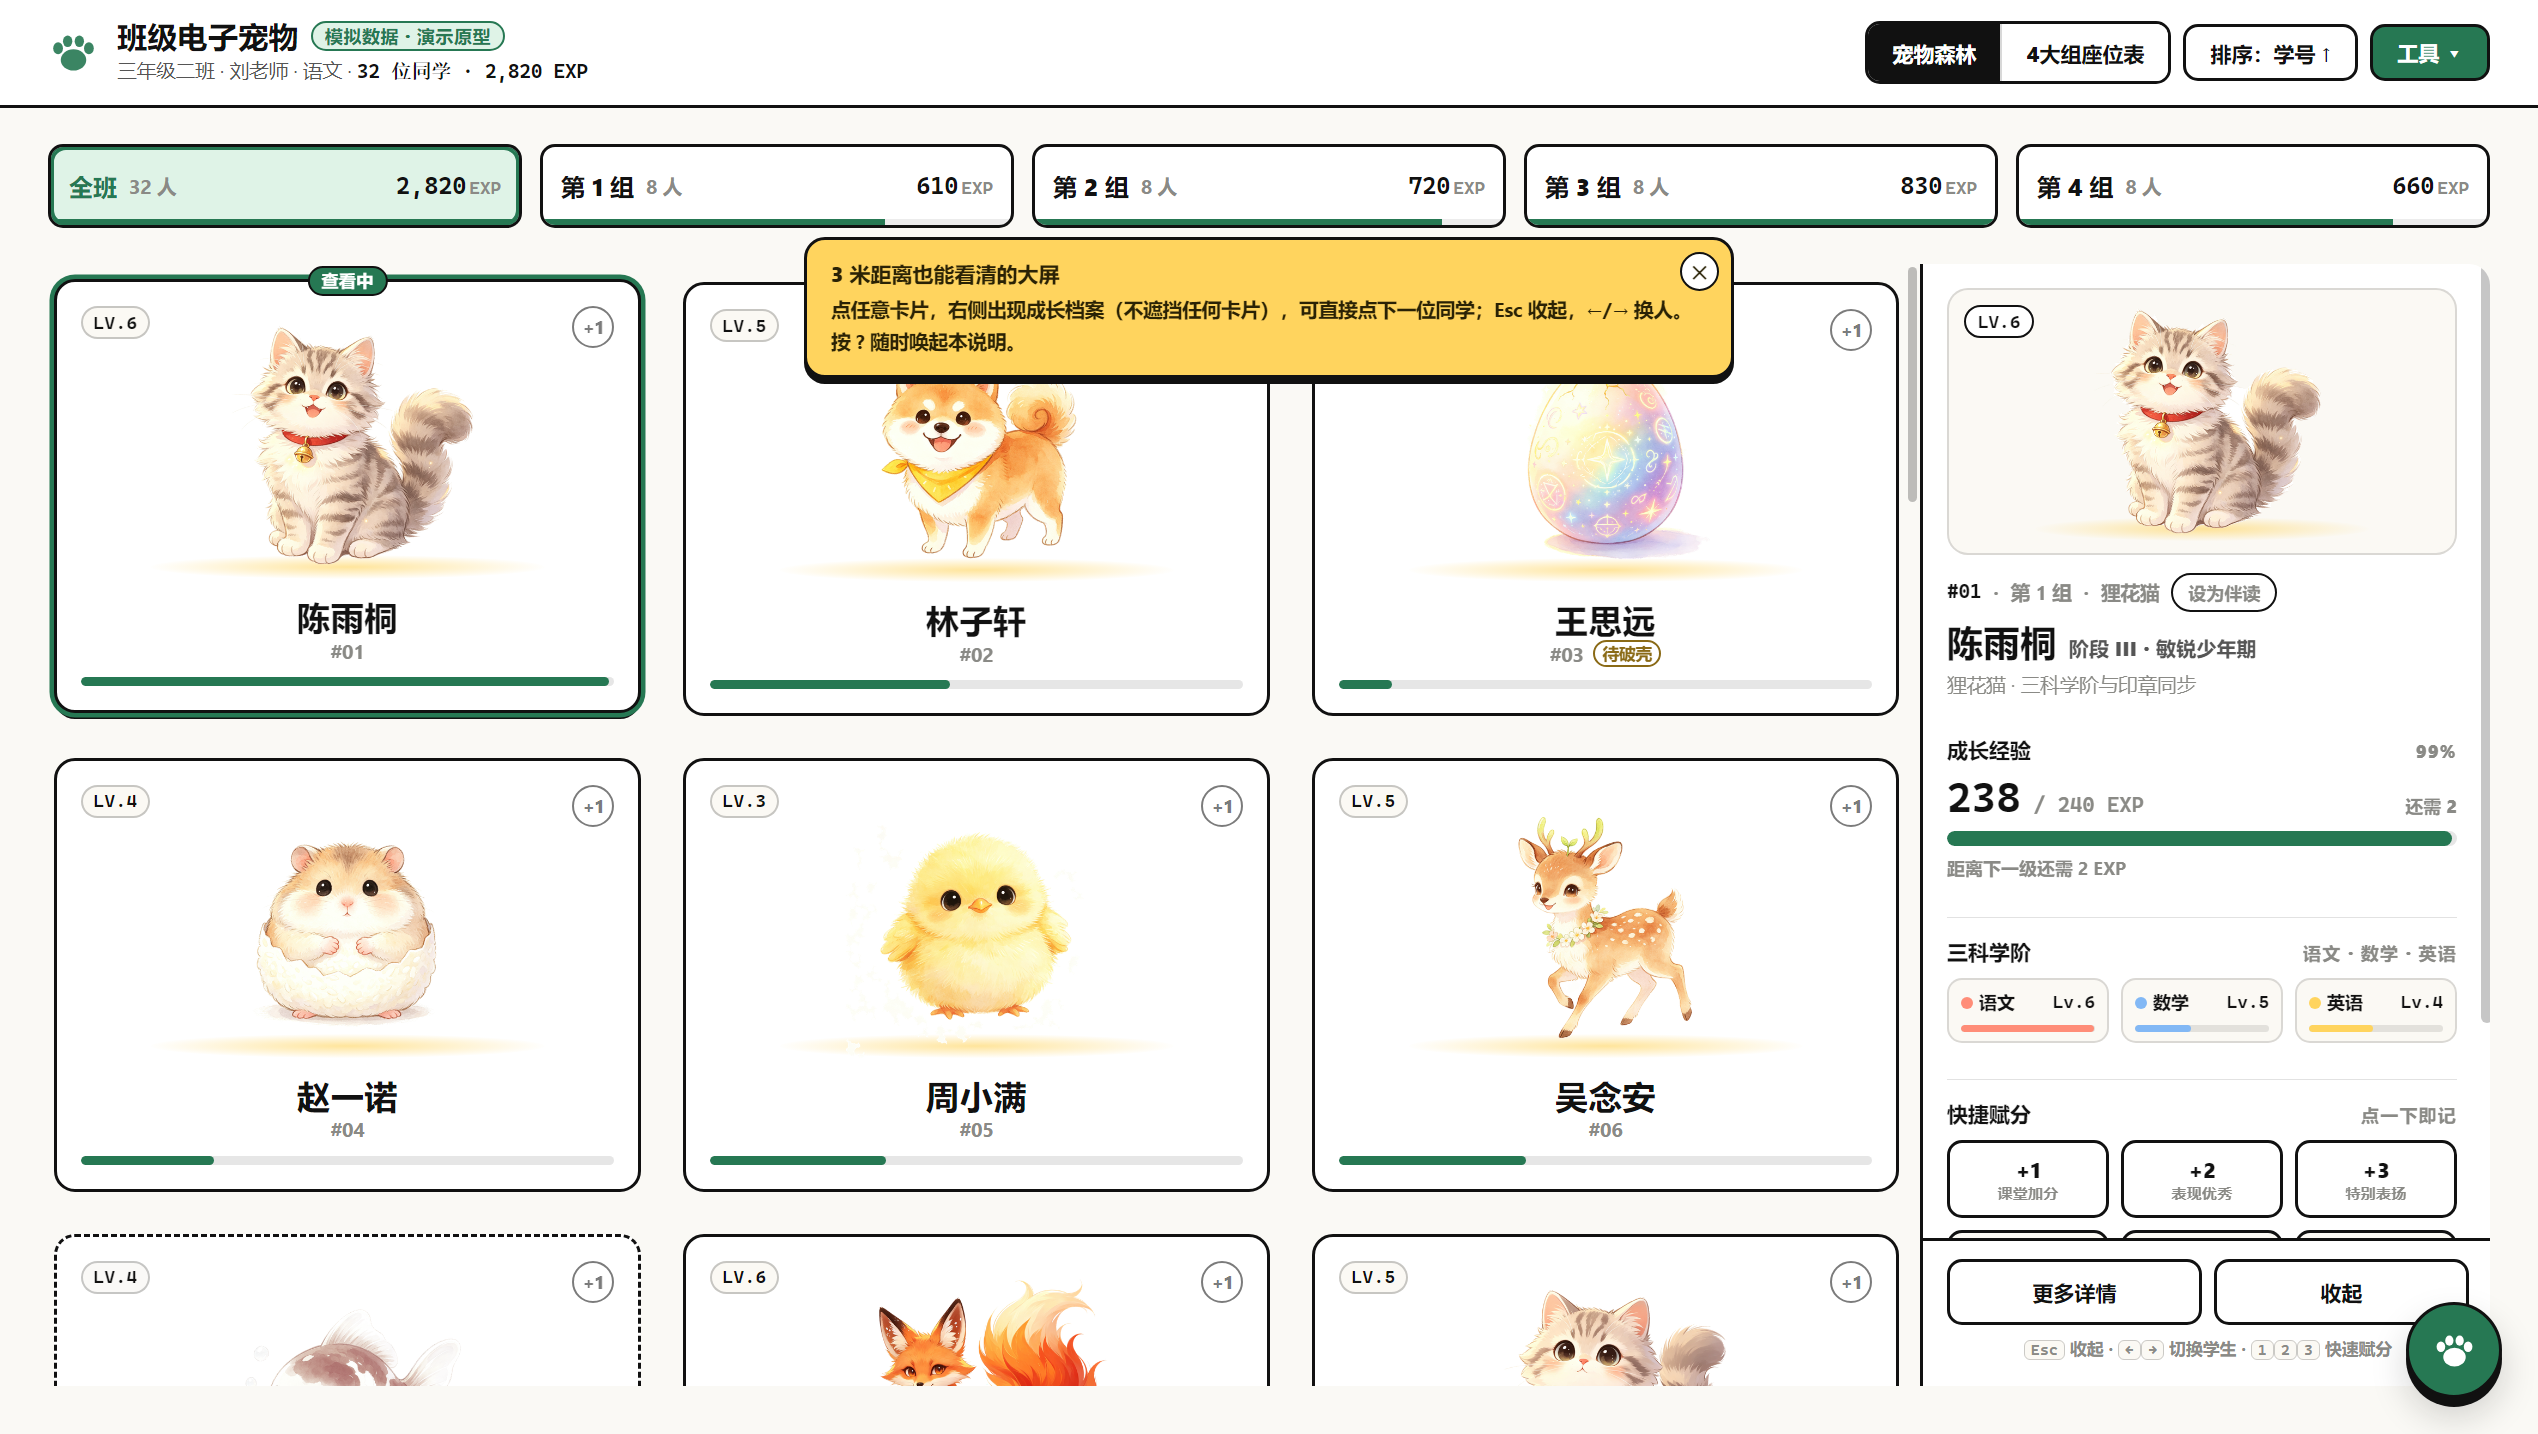 班级电子宠物 模拟数据 · 演示原型
三年级二班 · 刘老师 · 语文 · 32 位同学 · 2,820 EXP
宠物森林 4大组座位表 排序：学号 ↑ 工具 ▾
全班 32 人 2,820 EXP
第 1 组 8 人 610 EXP
第 2 组 8 人 720 EXP
第 3 组 8 人 830 EXP
第 4 组 8 人 660 EXP
3 米距离也能看清的大屏
点任意卡片，右侧出现成长档案（不遮挡任何卡片），可直接点下一位同学；Esc 收起，←/→ 换人。
按 ? 随时唤起本说明。
查看中
LV.6 +1
陈雨桐
#01
LV.5
林子轩
#02
+1
王思远
#03 待破壳
LV.4 +1
赵一诺
#04
LV.3 +1
周小满
#05
LV.5 +1
吴念安
#06
LV.4 +1
LV.6 +1
LV.5 +1
LV.6
#01 · 第 1 组 · 狸花猫 设为伴读
陈雨桐 阶段 III · 敏锐少年期
狸花猫 · 三科学阶与印章同步
成长经验 99%
238 / 240 EXP 还需 2
距离下一级还需 2 EXP
三科学阶 语文 · 数学 · 英语
语文 Lv.6 数学 Lv.5 英语 Lv.4
快捷赋分 点一下即记
+1 +2 +3
课堂加分 表现优秀 特别表扬
更多详情 收起
Esc 收起 · ← → 切换学生 · 1 2 3 快速赋分